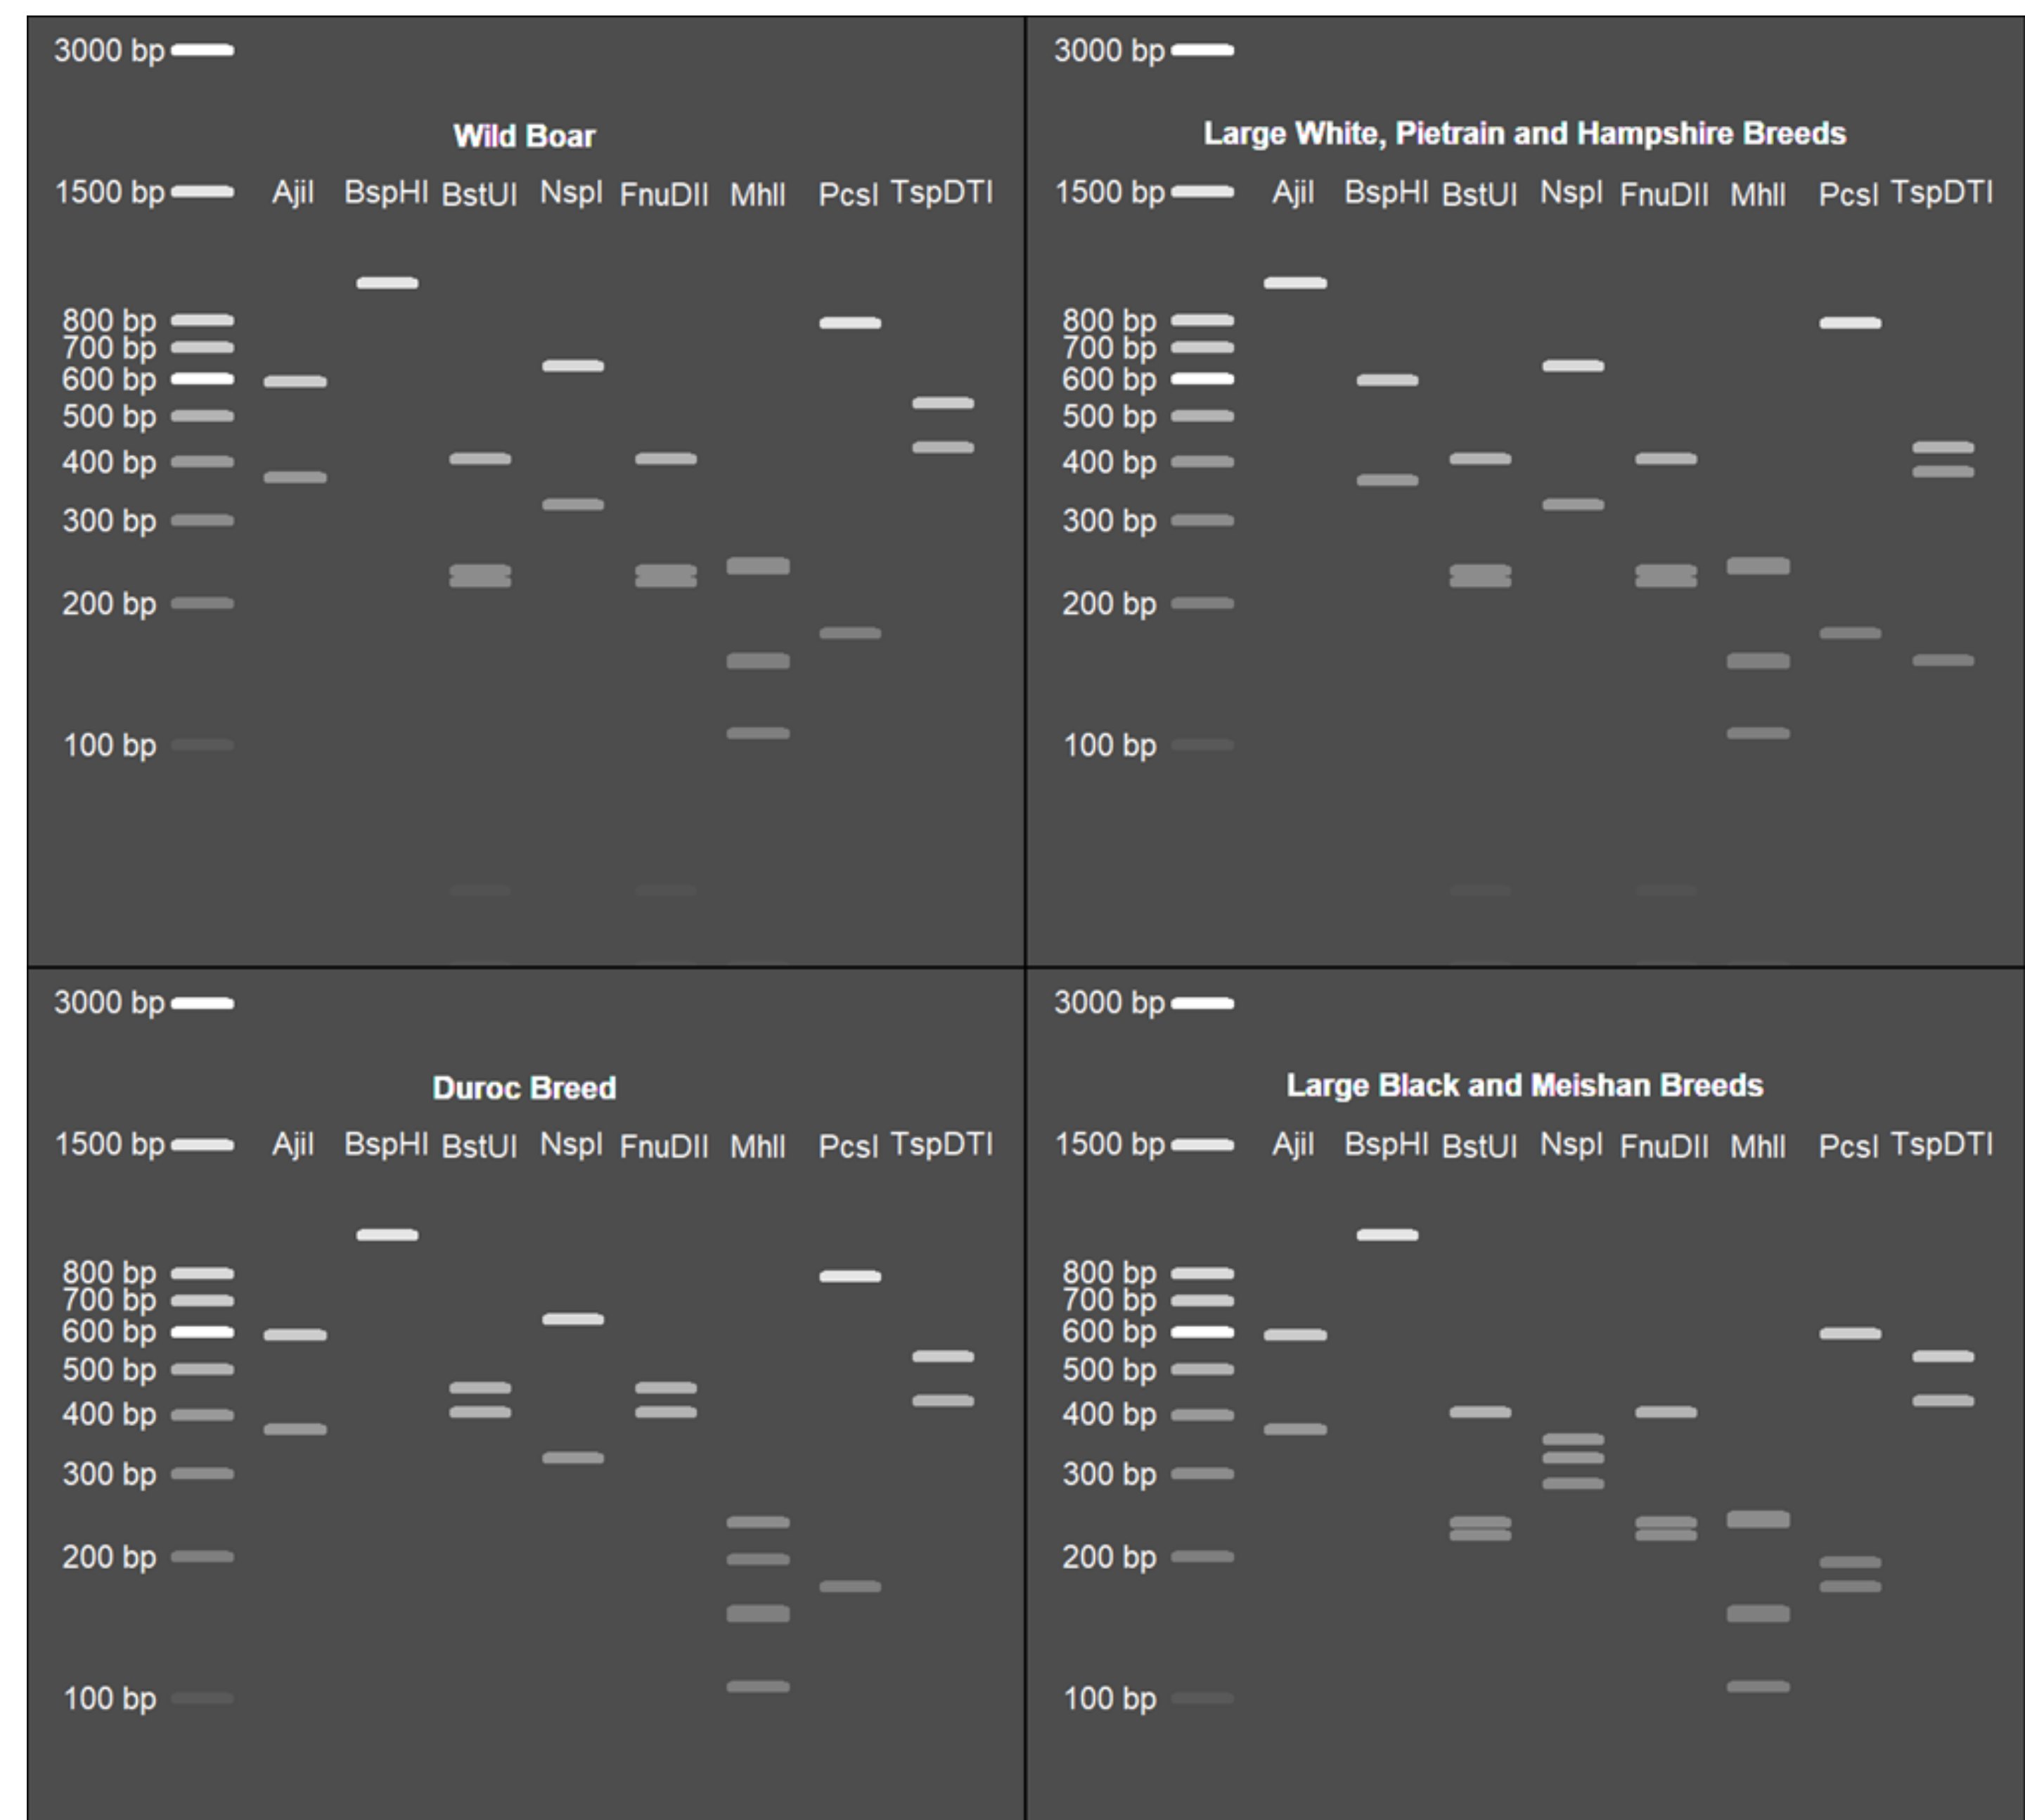 3000 bp
Wild Boar
1500 bp AjiI BspHI BstUI NspI FnuDII MhlI PcsI TspDTI
800 bp
700 bp
600 bp
500 bp
400 bp
300 bp
200 bp
100 bp
3000 bp
Large White, Pietrain and Hampshire Breeds
1500 bp AjiI BspHI BstUI NspI FnuDII MhlI PcsI TspDTI
800 bp
700 bp
600 bp
500 bp
400 bp
300 bp
200 bp
100 bp
3000 bp
Duroc Breed
1500 bp AjiI BspHI BstUI NspI FnuDII MhlI PcsI TspDTI
800 bp
700 bp
600 bp
500 bp
400 bp
300 bp
200 bp
100 bp
3000 bp
Large Black and Meishan Breeds
1500 bp AjiI BspHI BstUI NspI FnuDII MhlI PcsI TspDTI
800 bp
700 bp
600 bp
500 bp
400 bp
300 bp
200 bp
100 bp